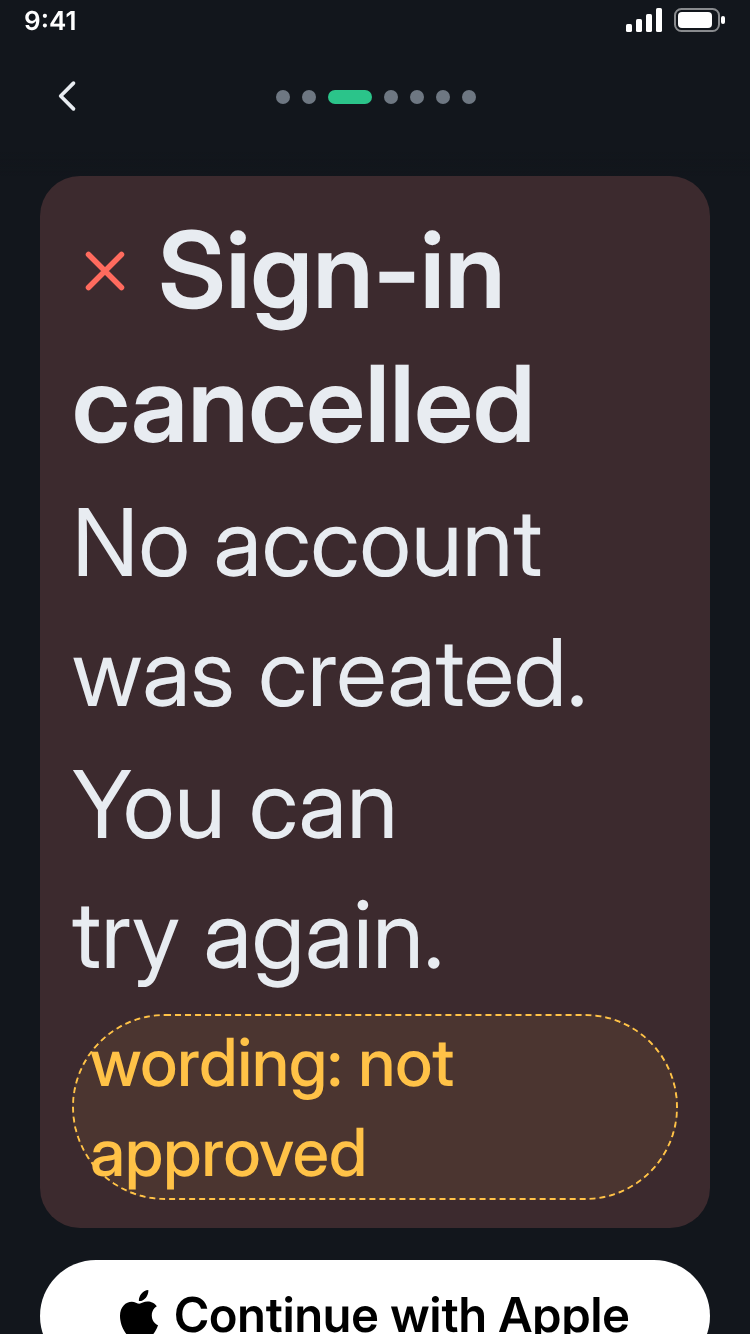 9:41
Sign-in
cancelled
No account
was created.
You can
try again.
wording: not
approved
Continue with Apple